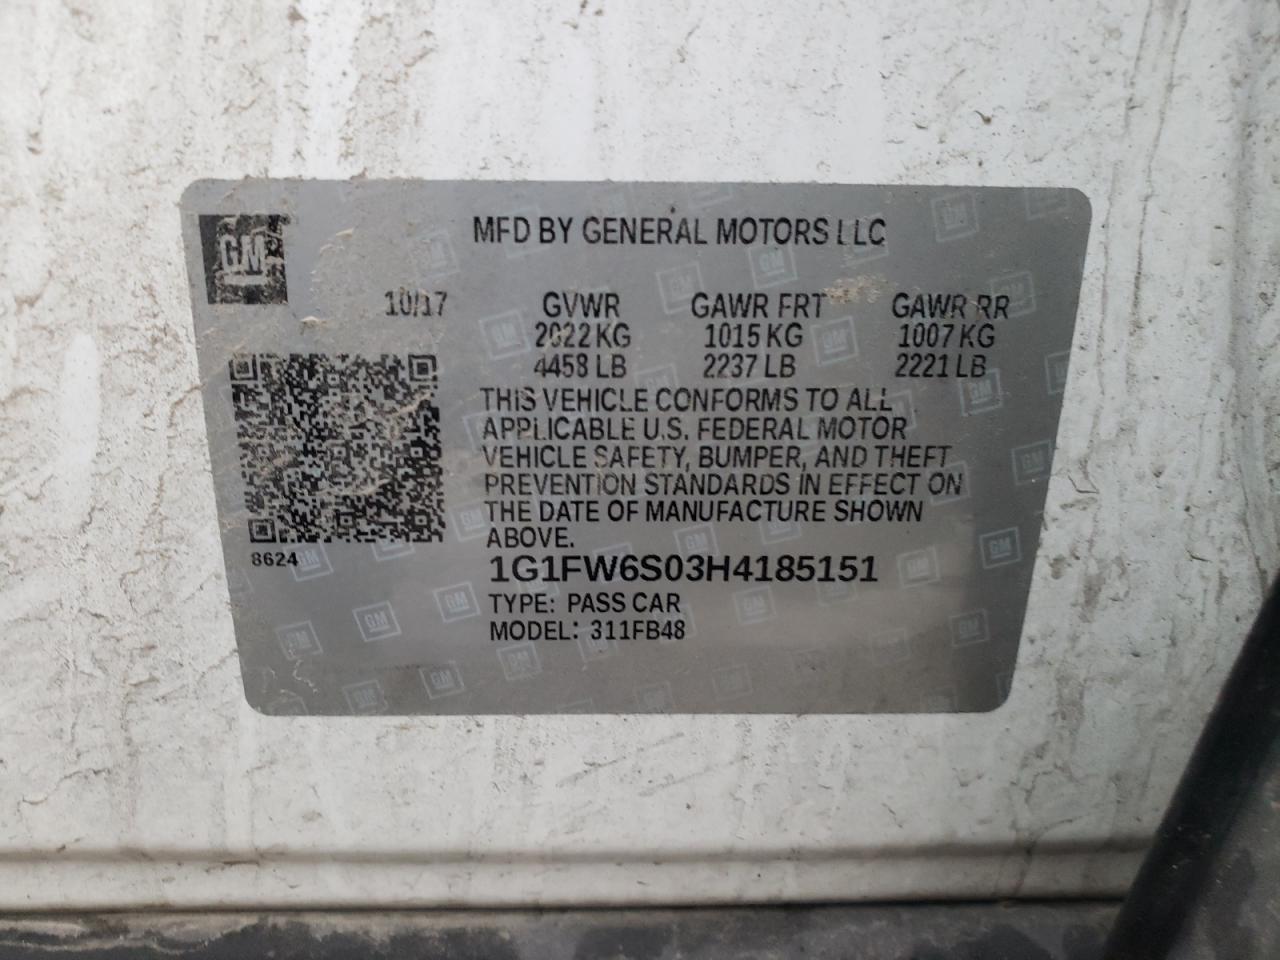 GM
MFD BY GENERAL MOTORS LLC
10/17 GVWR GAWR FRT GAWR RR
2022 KG 1015 KG 1007 KG
4458 LB 2237 LB 2221 LB
THIS VEHICLE CONFORMS TO ALL
APPLICABLE U.S. FEDERAL MOTOR
VEHICLE SAFETY, BUMPER, AND THEFT
PREVENTION STANDARDS IN EFFECT ON
THE DATE OF MANUFACTURE SHOWN
ABOVE.
8624
1G1FW6S03H4185151
TYPE: PASS CAR
MODEL: 311FB48